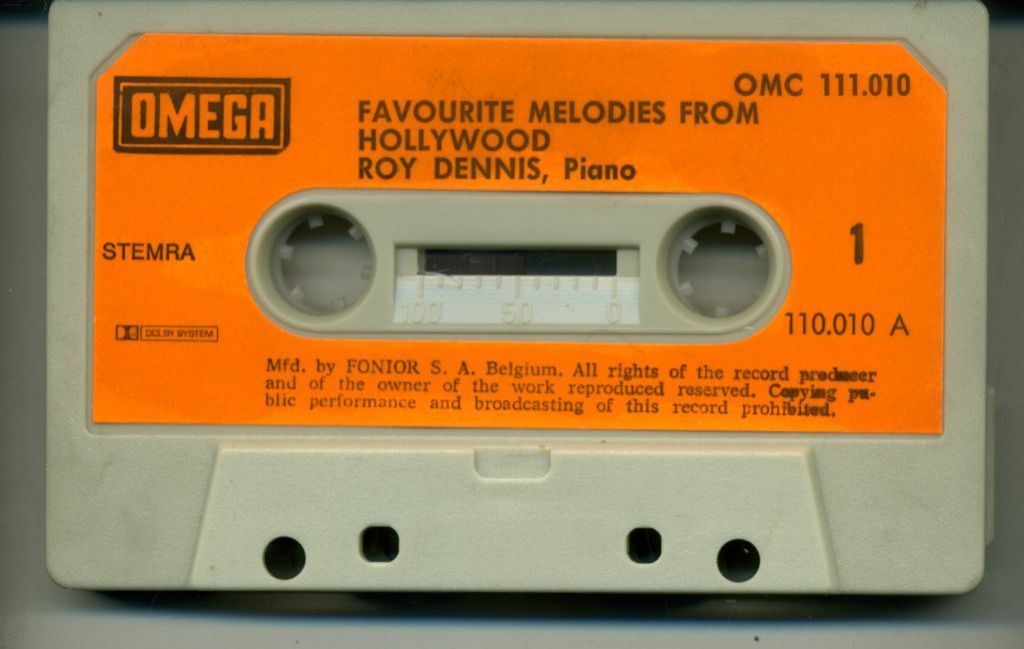 OMEGA
OMC 111.010
FAVOURITE MELODIES FROM
HOLLYWOOD
ROY DENNIS, Piano
STEMRA
1
100 50 0
DOLBY SYSTEM
110.010 A
Mfd. by FONIOR S. A. Belgium. All rights of the record producer
and of the owner of the work reproduced reserved. Copying pu-
blic performance and broadcasting of this record prohibited.